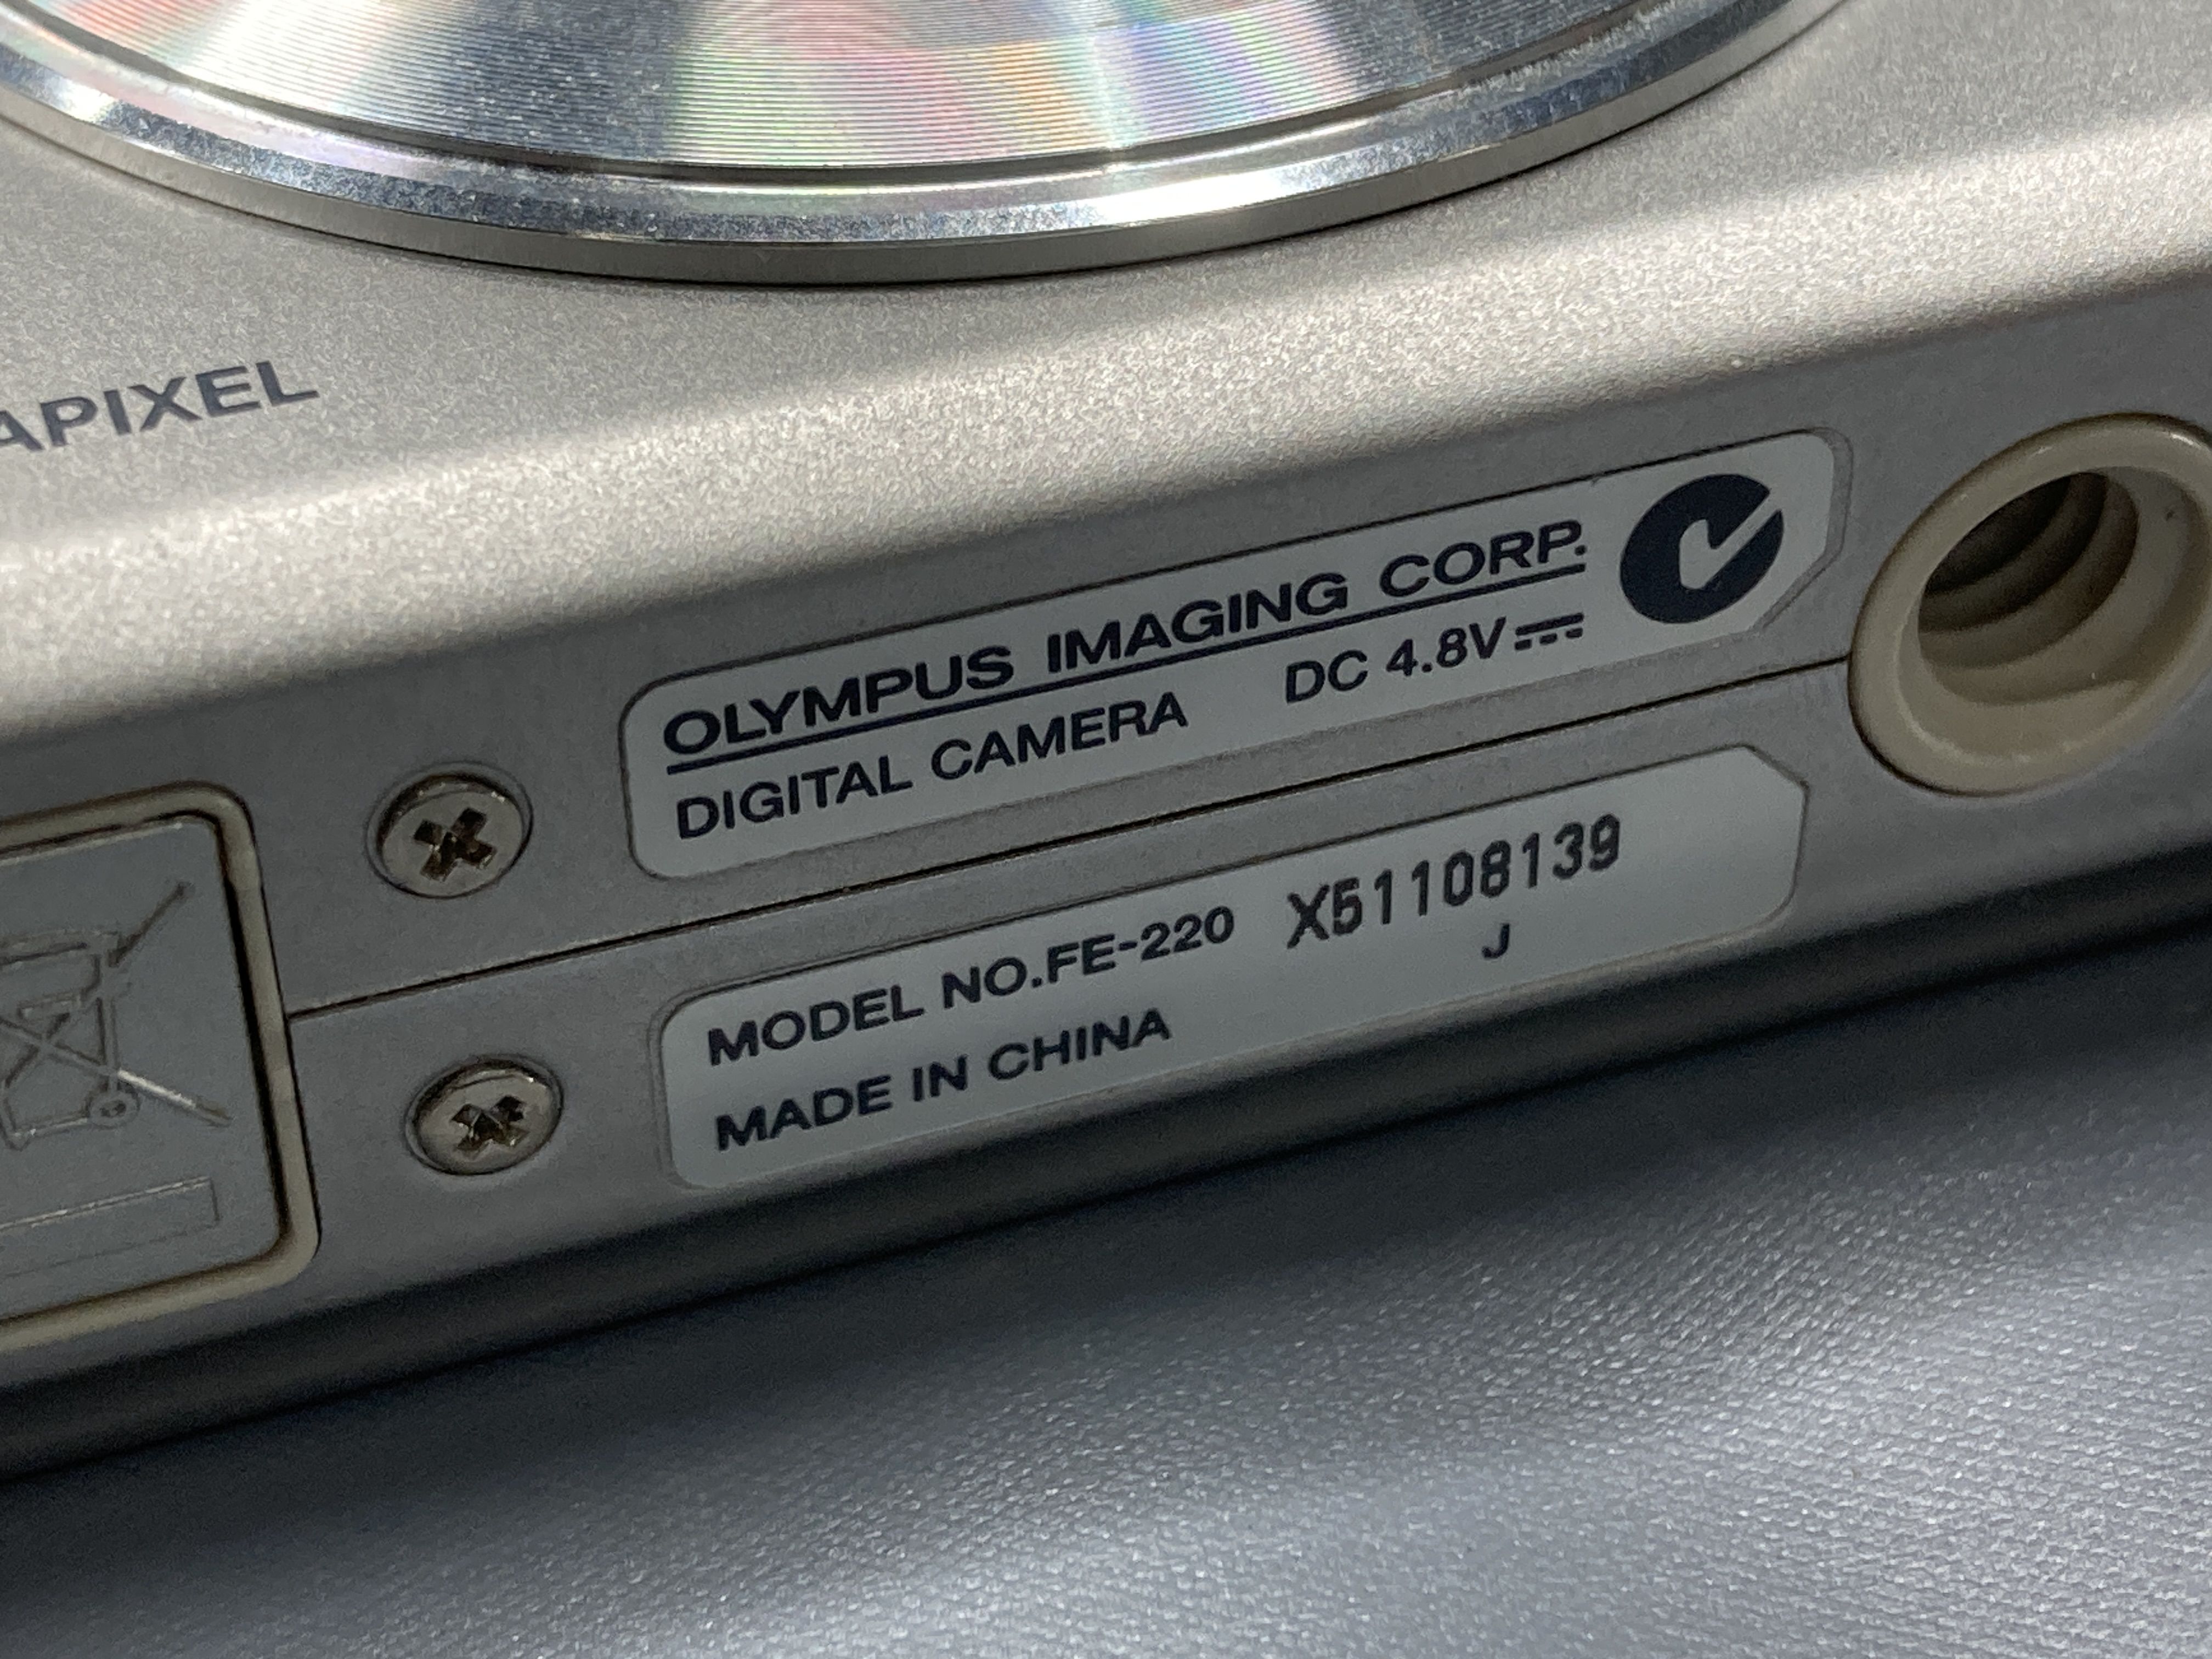 APIXEL
OLYMPUS IMAGING CORP.
DIGITAL CAMERA DC 4.8V
MODEL NO.FE-220 X51108139
J
MADE IN CHINA